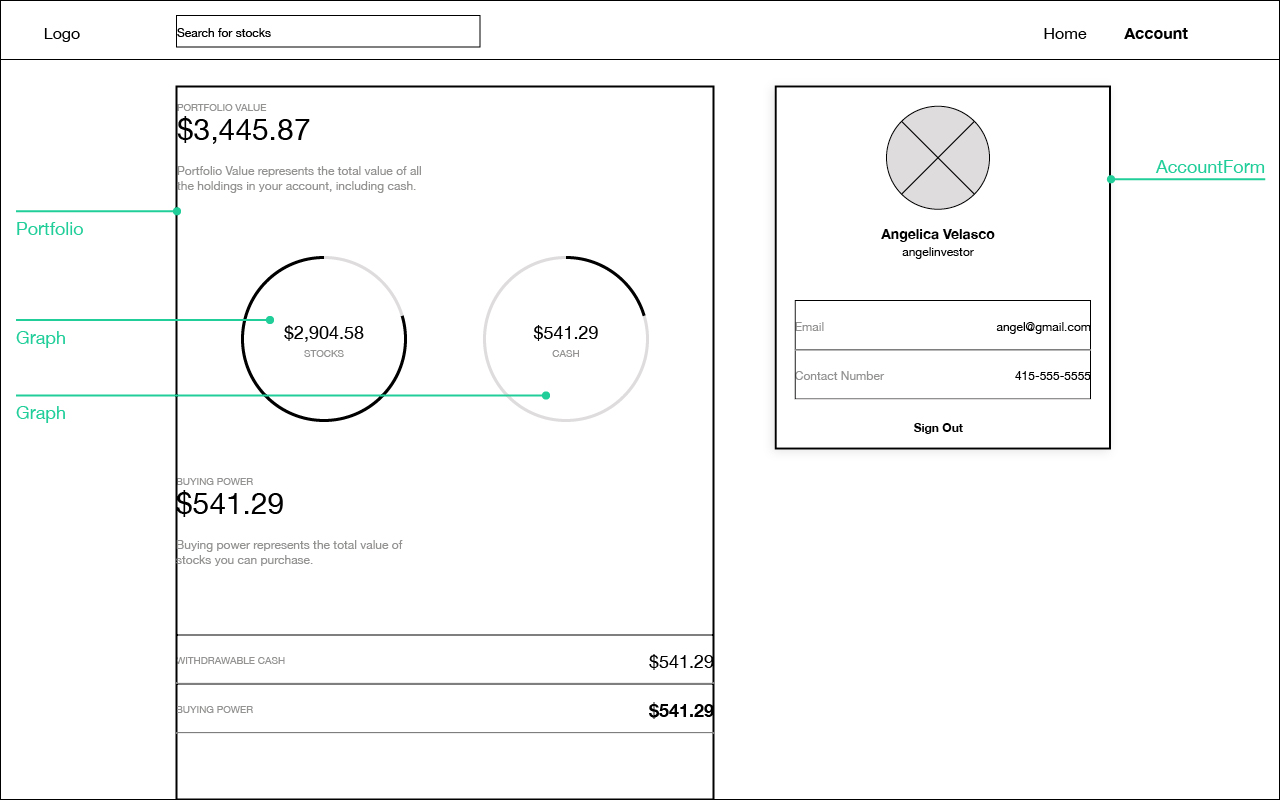 Logo
Search for stocks
Home
Account
PORTFOLIO VALUE
$3,445.87
Portfolio Value represents the total value of all
the holdings in your account, including cash.
Portfolio
Graph
$2,904.58
STOCKS
$541.29
CASH
Graph
BUYING POWER
$541.29
Buying power represents the total value of
stocks you can purchase.
WITHDRAWABLE CASH
$541.29
BUYING POWER
$541.29
AccountForm
Angelica Velasco
angelinvestor
Email
angel@gmail.com
Contact Number
415-555-5555
Sign Out